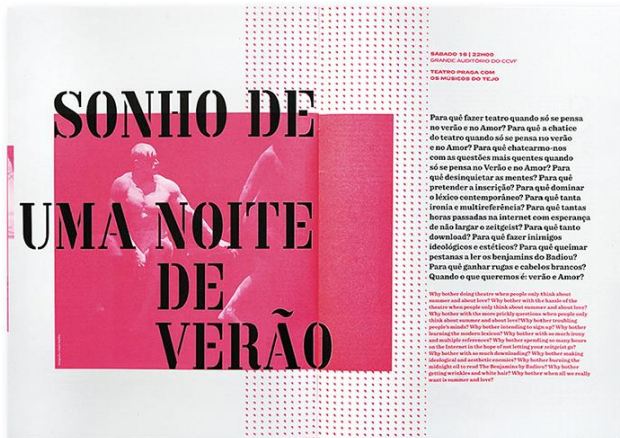 SONHO DE
UMA NOITE
DE
VERÃO
SÁBADO 18 | 22H00
GRANDE AUDITÓRIO DO CCVF
TEATRO PRAGA COM
OS MÚSICOS DO TEJO
Para quê fazer teatro quando só se pensa
no verão e no Amor? Para quê a chatice
do teatro quando só se pensa no verão
e no Amor? Para quê chatearmo-nos
com as questões mais quentes quando
só se pensa no Verão e no Amor? Para
quê desinquietar as mentes? Para quê
pretender a inscrição? Para quê dominar
o léxico contemporâneo? Para quê tanta
irenia e multireferência? Para quê tantas
horas passadas na internet com esperança
de não largar o zeitgeist? Para quê tanto
download? Para quê fazer inimigos
ideológicos e estéticos? Para quê queimar
pestanas a ler os benjamins do Badiou?
Para quê ganhar rugas e cabelos brancos?
Quando o que queremos é: verão e Amor?
Why bother doing theatre when people only think about
summer and about love? Why bother with the hassle of the
theatre when people only think about summer and about love?
Why bother with the more prickly questions when people only
think about summer and about love?Why bother troubling
people's minds? Why bother intending to sign up? Why bother
learning the modern lexicon? Why bother with so much irony
and multiple references? Why bother spending so many hours
on the Internet in the hope of not letting your zeitgeist go?
Why bother with so much downloading? Why bother making
ideological and aesthetic enemies? Why bother burning the
midnight oil to read The Benjamins by Badiou? Why bother
getting wrinkles and white hair? Why bother when all we really
want is summer and love?